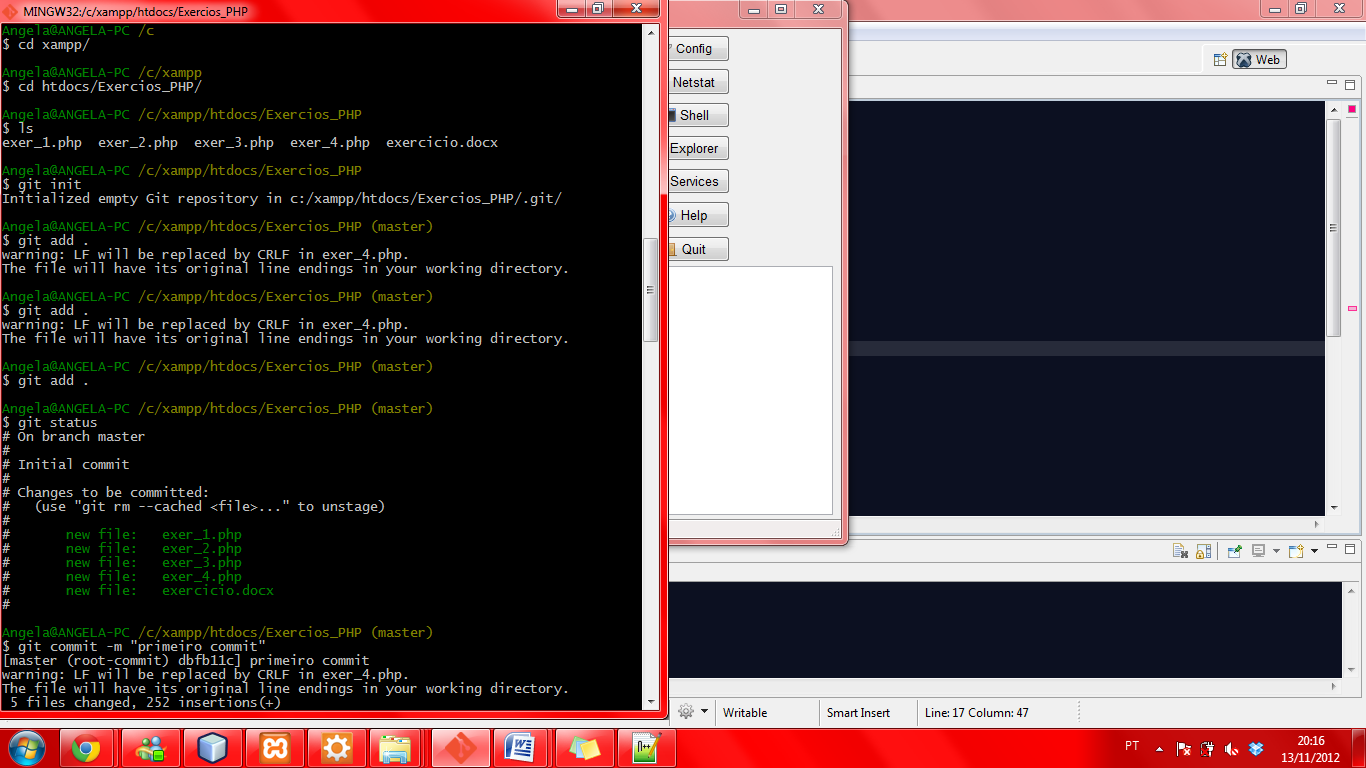 MINGW32:/c/xampp/htdocs/Exercios_PHP
Angela@ANGELA-PC /c
$ cd xampp/
Angela@ANGELA-PC /c/xampp
$ cd htdocs/Exercios_PHP/
Angela@ANGELA-PC /c/xampp/htdocs/Exercios_PHP
$ ls
exer_1.php  exer_2.php  exer_3.php  exer_4.php  exercicio.docx
Angela@ANGELA-PC /c/xampp/htdocs/Exercios_PHP
$ git init
Initialized empty Git repository in c:/xampp/htdocs/Exercios_PHP/.git/
Angela@ANGELA-PC /c/xampp/htdocs/Exercios_PHP (master)
$ git add .
warning: LF will be replaced by CRLF in exer_4.php.
The file will have its original line endings in your working directory.
Angela@ANGELA-PC /c/xampp/htdocs/Exercios_PHP (master)
$ git add .
warning: LF will be replaced by CRLF in exer_4.php.
The file will have its original line endings in your working directory.
Angela@ANGELA-PC /c/xampp/htdocs/Exercios_PHP (master)
$ git add .
Angela@ANGELA-PC /c/xampp/htdocs/Exercios_PHP (master)
$ git status
# On branch master
#
# Initial commit
#
# Changes to be committed:
#   (use "git rm --cached <file>..." to unstage)
#
#       new file:   exer_1.php
#       new file:   exer_2.php
#       new file:   exer_3.php
#       new file:   exer_4.php
#       new file:   exercicio.docx
#
Angela@ANGELA-PC /c/xampp/htdocs/Exercios_PHP (master)
$ git commit -m "primeiro commit"
[master (root-commit) dbfb11c] primeiro commit
warning: LF will be replaced by CRLF in exer_4.php.
The file will have its original line endings in your working directory.
 5 files changed, 252 insertions(+)
Config
Netstat
Shell
Explorer
Services
Help
Quit
Web
Writable
Smart Insert
Line: 17 Column: 47
PT
20:16
13/11/2012